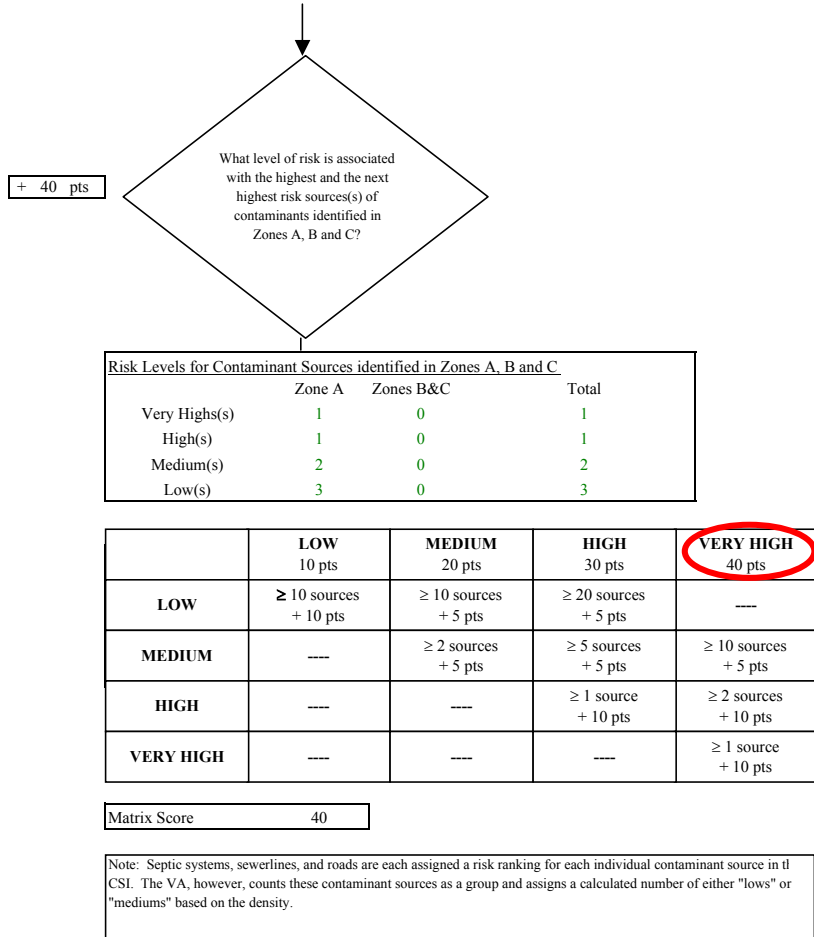 What level of risk is associated
with the highest and the next
highest risk sources(s) of
contaminants identified in
Zones A, B and C?
+ 40 pts
Risk Levels for Contaminant Sources identified in Zones A, B and C
Zone A Zones B&C Total
Very Highs(s) 1 0 1
High(s) 1 0 1
Medium(s) 2 0 2
Low(s) 3 0 3
LOW MEDIUM HIGH VERY HIGH
10 pts 20 pts 30 pts 40 pts
≥ 10 sources ≥ 10 sources ≥ 20 sources
LOW ----
+ 10 pts + 5 pts + 5 pts
≥ 2 sources ≥ 5 sources ≥ 10 sources
MEDIUM ----
+ 5 pts + 5 pts + 5 pts
≥ 1 source ≥ 2 sources
HIGH ---- ----
+ 10 pts + 10 pts
≥ 1 source
VERY HIGH ---- ---- ----
+ 10 pts
Matrix Score 40
Note: Septic systems, sewerlines, and roads are each assigned a risk ranking for each individual contaminant source in
CSI. The VA, however, counts these contaminant sources as a group and assigns a calculated number of either "lows" or
"mediums" based on the density.